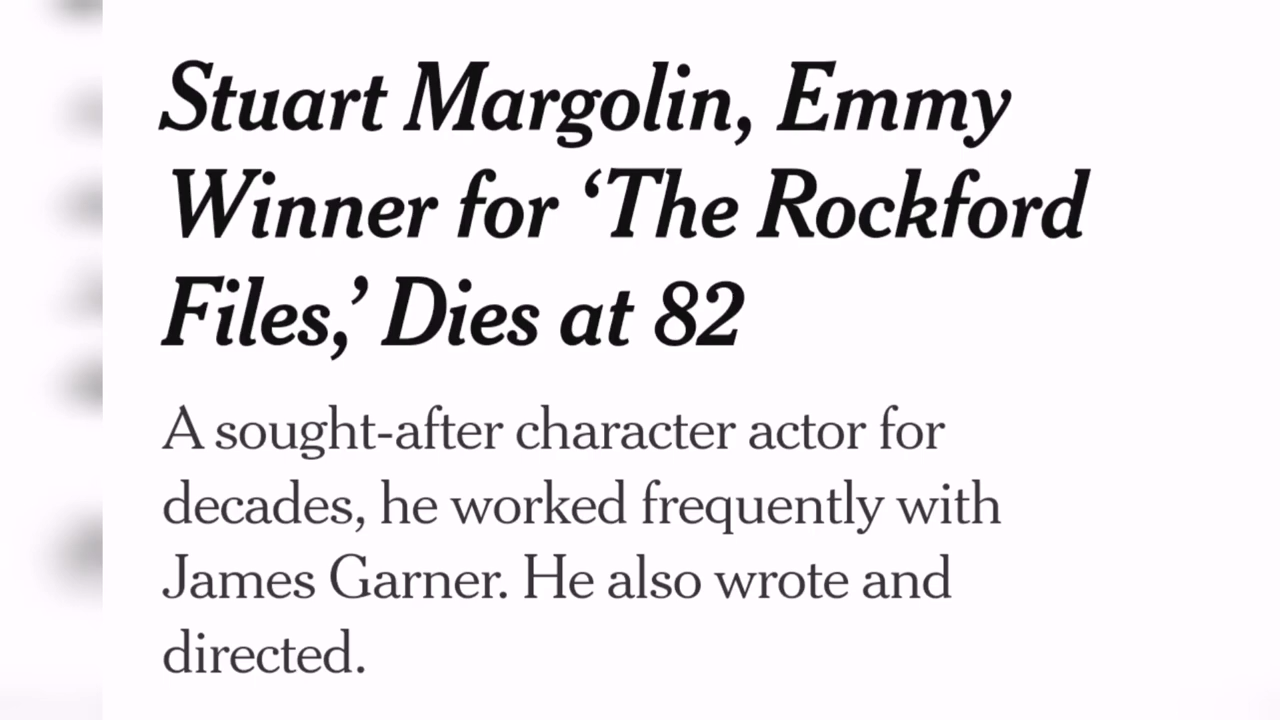 Stuart Margolin, Emmy
Winner for ‘The Rockford
Files,’ Dies at 82
A sought-after character actor for
decades, he worked frequently with
James Garner. He also wrote and
directed.